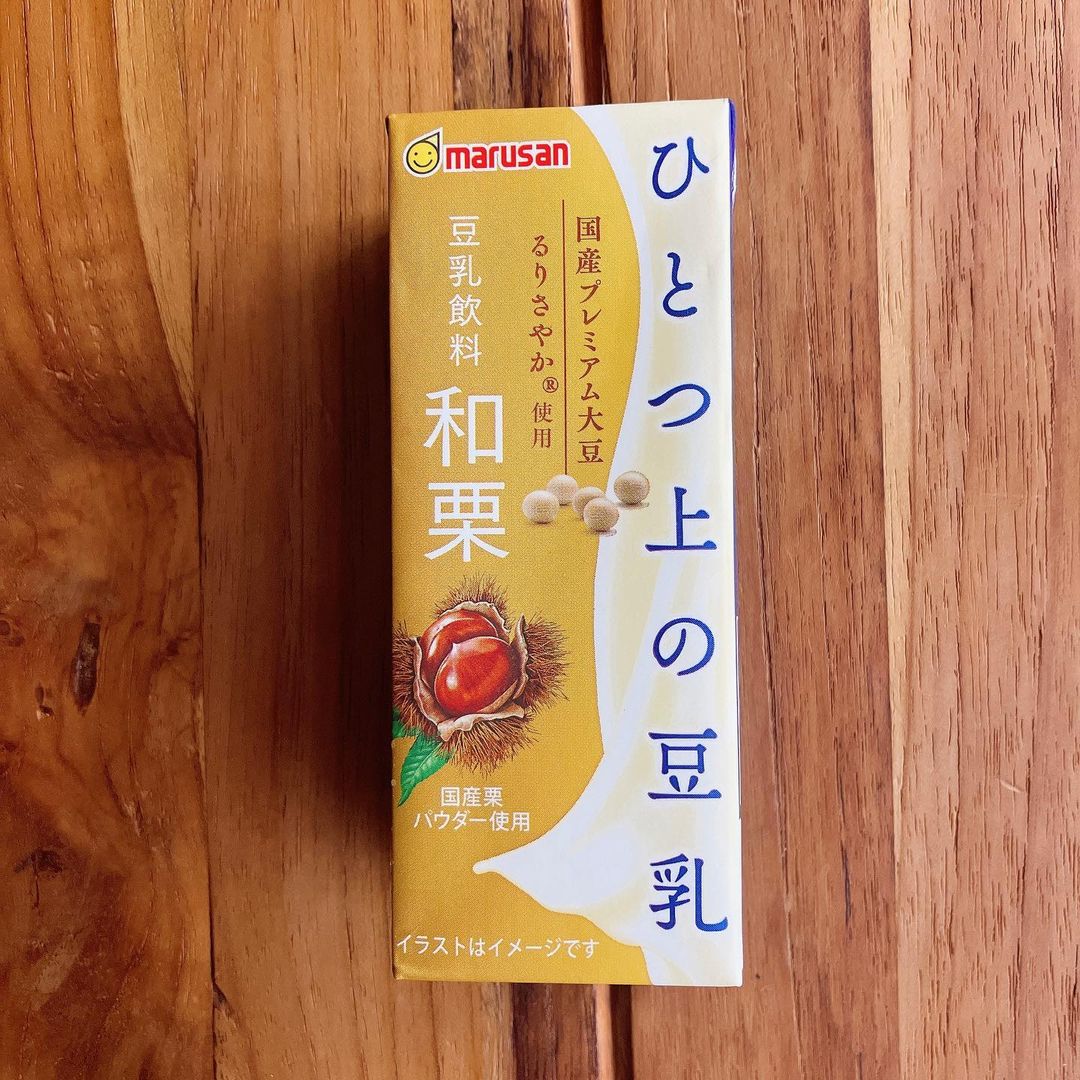 marusan
ひとつ上の豆乳
国産プレミアム大豆
るりさやか®使用
豆乳飲料
和栗
国産栗
パウダー使用
イラストはイメージです